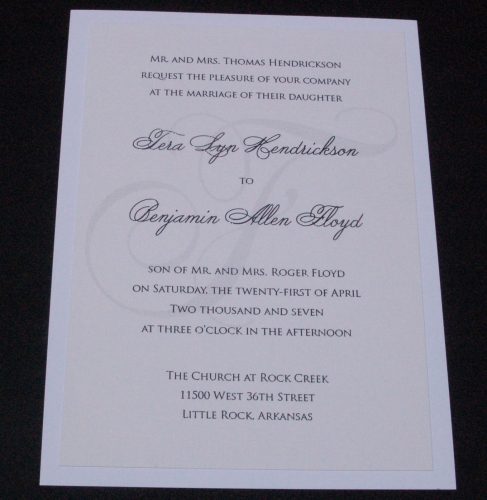 Mr. and Mrs. Thomas Hendrickson
request the pleasure of your company
at the marriage of their daughter
Tera Lyn Hendrickson
to
Benjamin Allen Floyd
son of Mr. and Mrs. Roger Floyd
on Saturday, the twenty-first of April
Two thousand and seven
at three o'clock in the afternoon
The Church at Rock Creek
11500 West 36th Street
Little Rock, Arkansas